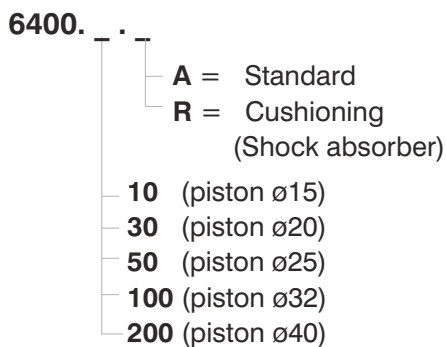 6400. _ . _
A = Standard
R = Cushioning
(Shock absorber)
10 (piston ø15)
30 (piston ø20)
50 (piston ø25)
100 (piston ø32)
200 (piston ø40)